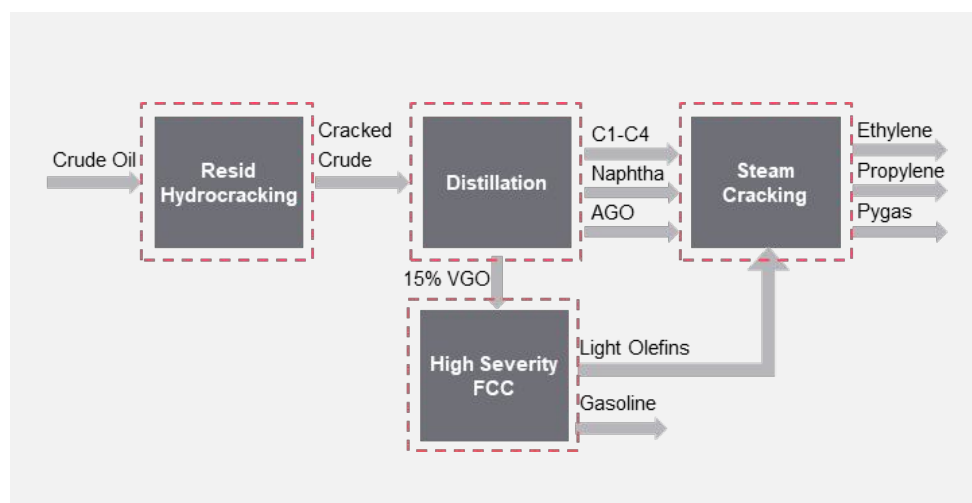 Crude Oil
Resid
Hydrocracking
Cracked
Crude
Distillation
C1-C4
Naphtha
AGO
Steam
Cracking
Ethylene
Propylene
Pygas
15% VGO
High Severity
FCC
Light Olefins
Gasoline